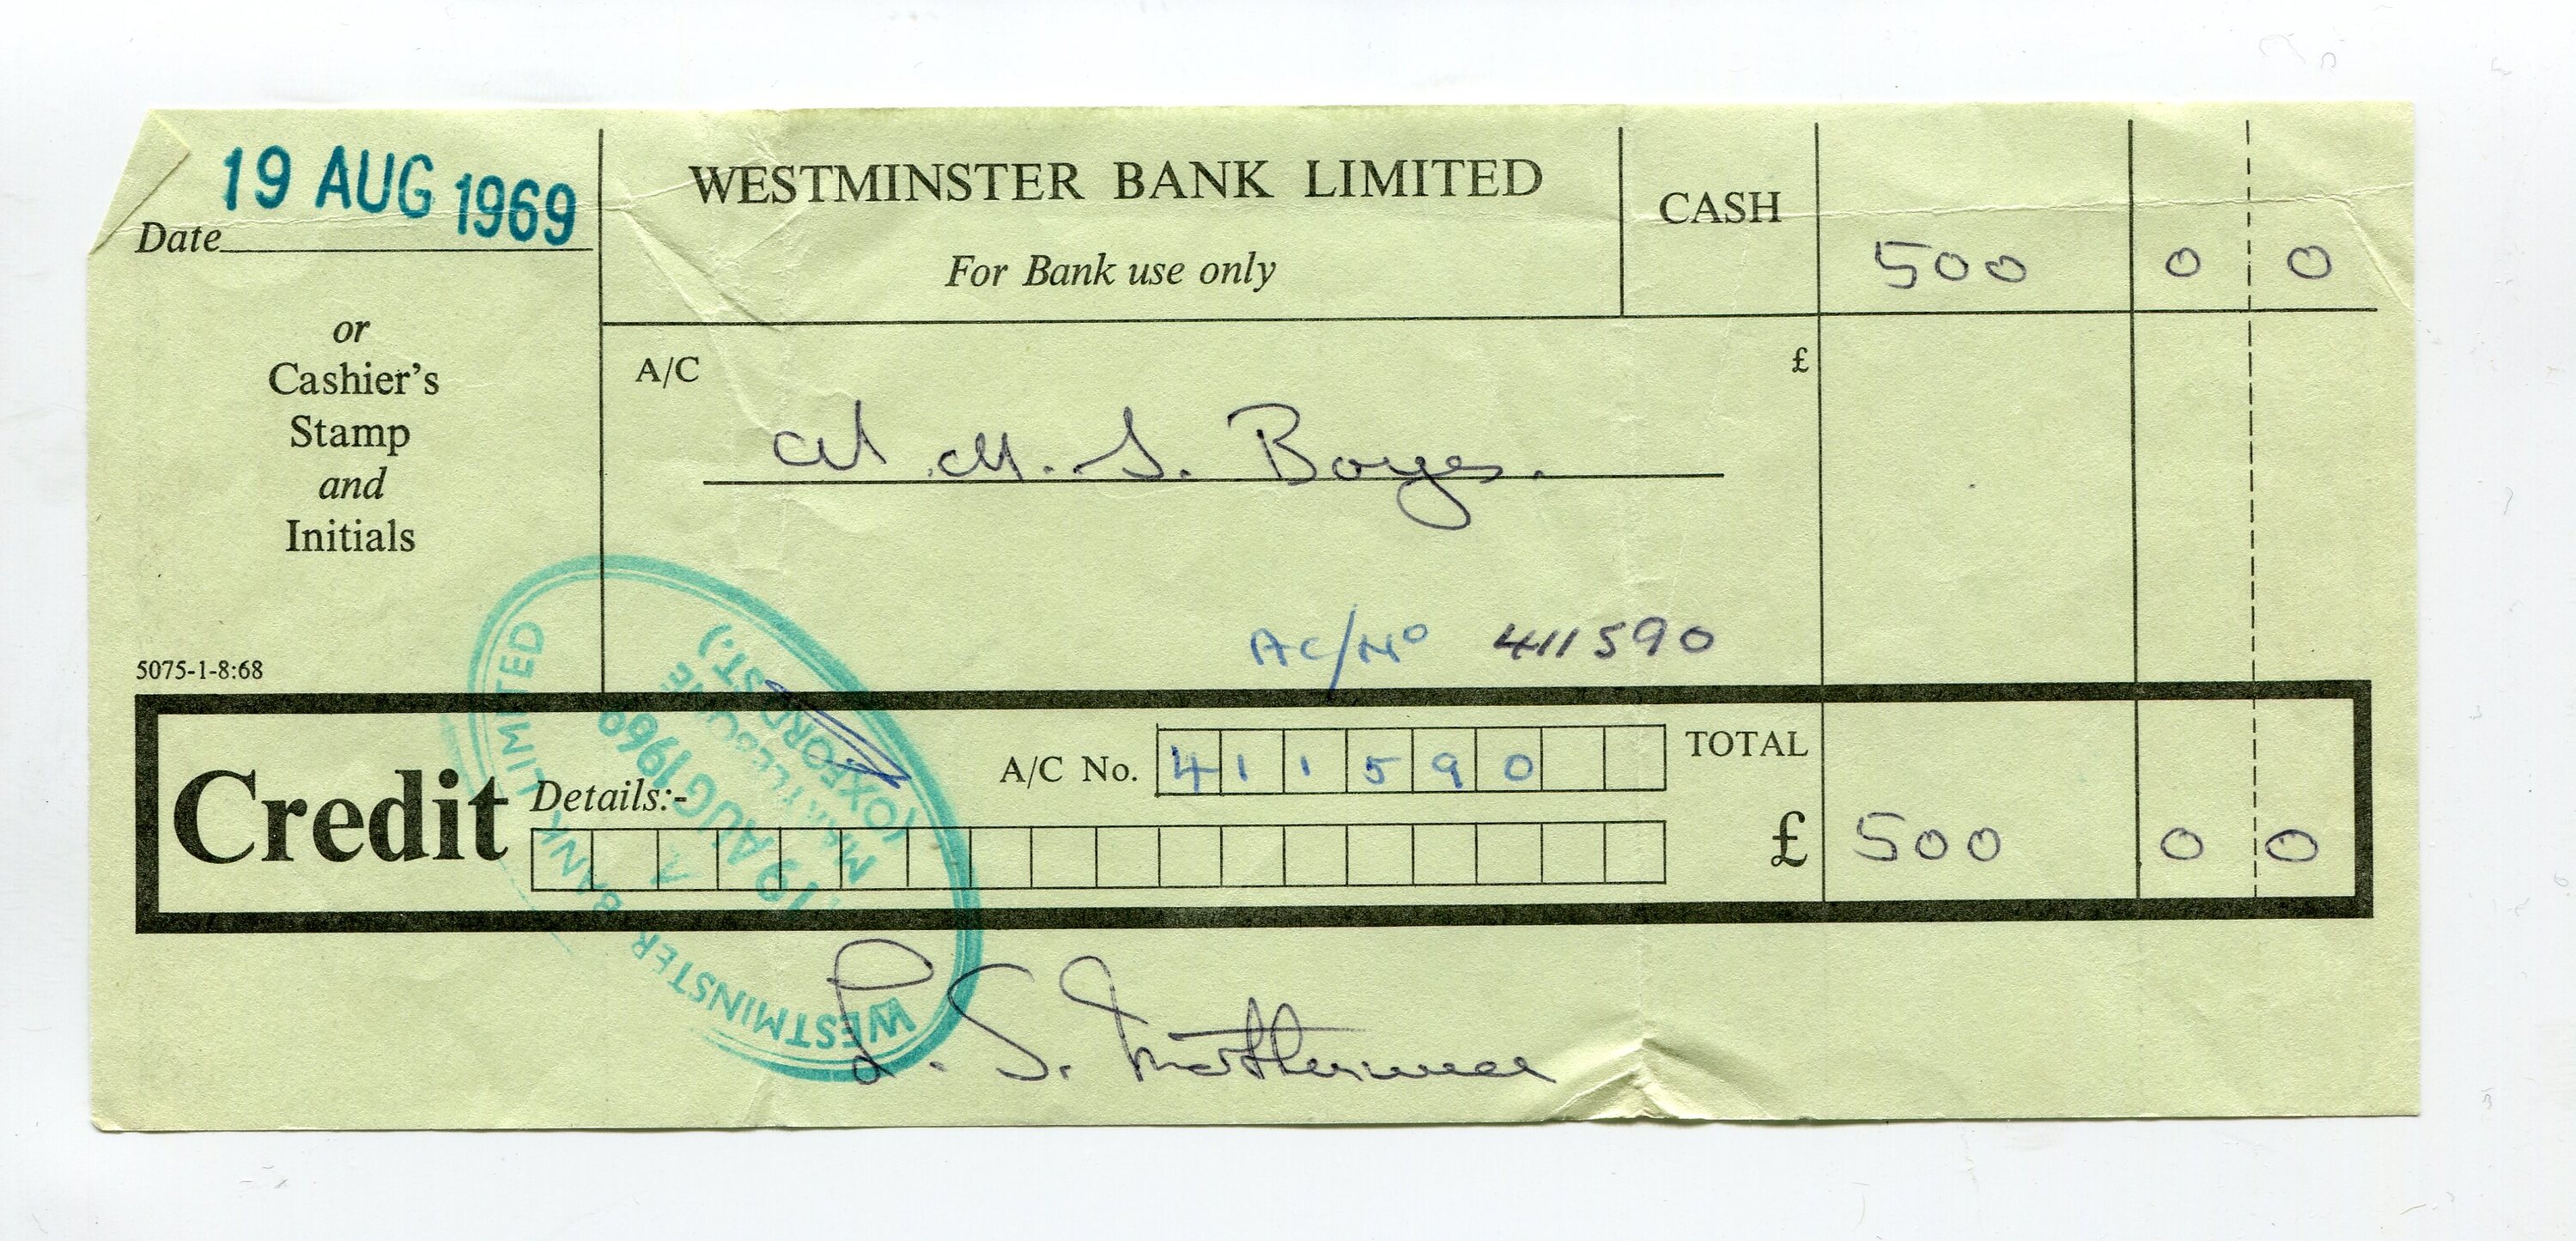 19 AUG 1969
Date
or
Cashier's
Stamp
and
Initials
5075-1-8:68
WESTMINSTER BANK LIMITED
For Bank use only
CASH
500 0 0
A/C
£
M. S. Boyes.
AC/No 411590
Credit
Details:-
A/C No. 411590
TOTAL
£ 500 0 0
WESTMINSTER BANK LIMITED
19 AUG 1969
(OXFORD ST.)
L. S. Motherwell